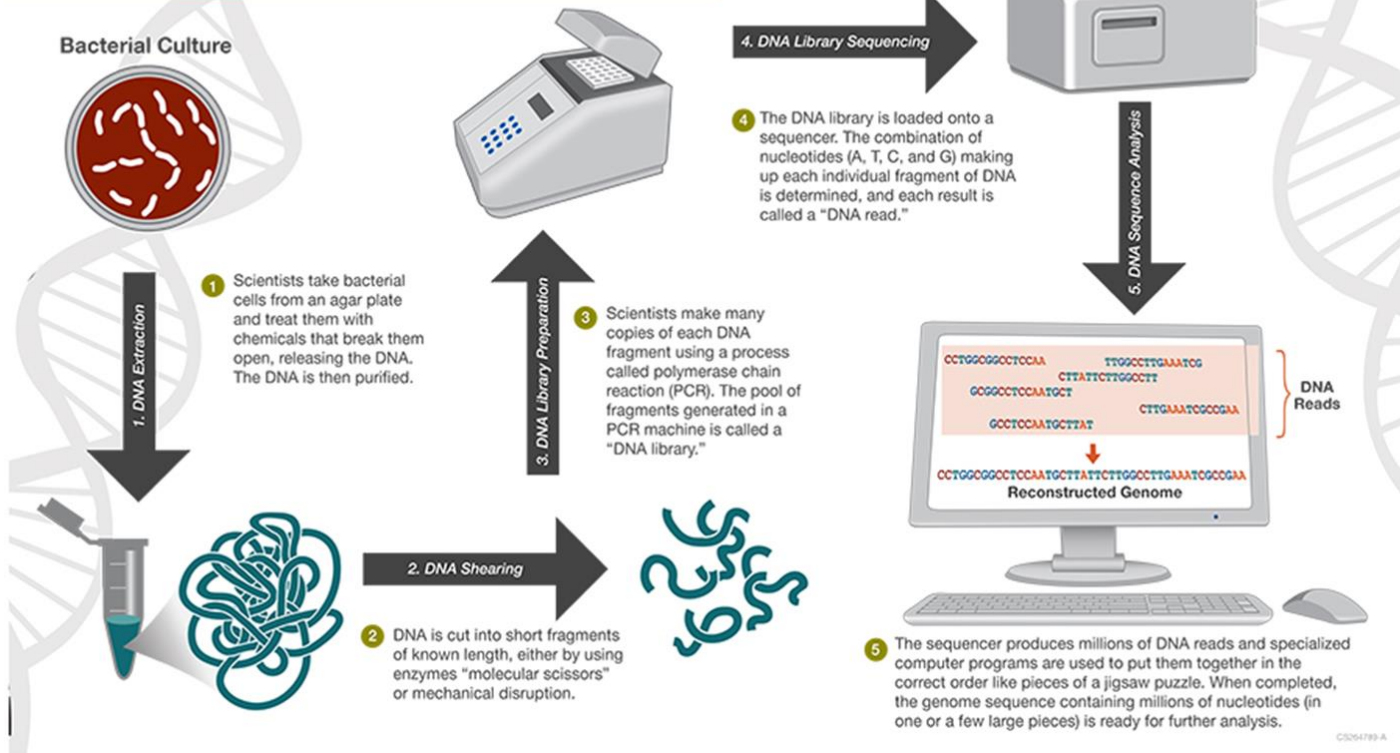 Bacterial Culture
1. DNA Extraction
1
Scientists take bacterial
cells from an agar plate
and treat them with
chemicals that break them
open, releasing the DNA.
The DNA is then purified.
2. DNA Shearing
2
DNA is cut into short fragments
of known length, either by using
enzymes “molecular scissors”
or mechanical disruption.
3. DNA Library Preparation
3
Scientists make many
copies of each DNA
fragment using a process
called polymerase chain
reaction (PCR). The pool of
fragments generated in a
PCR machine is called a
“DNA library.”
4. DNA Library Sequencing
4
The DNA library is loaded onto a
sequencer. The combination of
nucleotides (A, T, C, and G) making
up each individual fragment of DNA
is determined, and each result is
called a “DNA read.”
5. DNA Sequence Analysis
CCTGGCGGCCTCCAA
TTGGCCTTGAAATCG
CTTATTCTTGGCCTT
GCGGCCTCCAATGCT
CTTGAAATCGCCGAA
GCCTCCAATGCTTAT
DNA
Reads
CCTGGCGGCCTCCAATGCTTATTCTTGGCCTTGAAATCGCCGAA
Reconstructed Genome
5
The sequencer produces millions of DNA reads and specialized
computer programs are used to put them together in the
correct order like pieces of a jigsaw puzzle. When completed,
the genome sequence containing millions of nucleotides (in
one or a few large pieces) is ready for further analysis.
CS264789-A